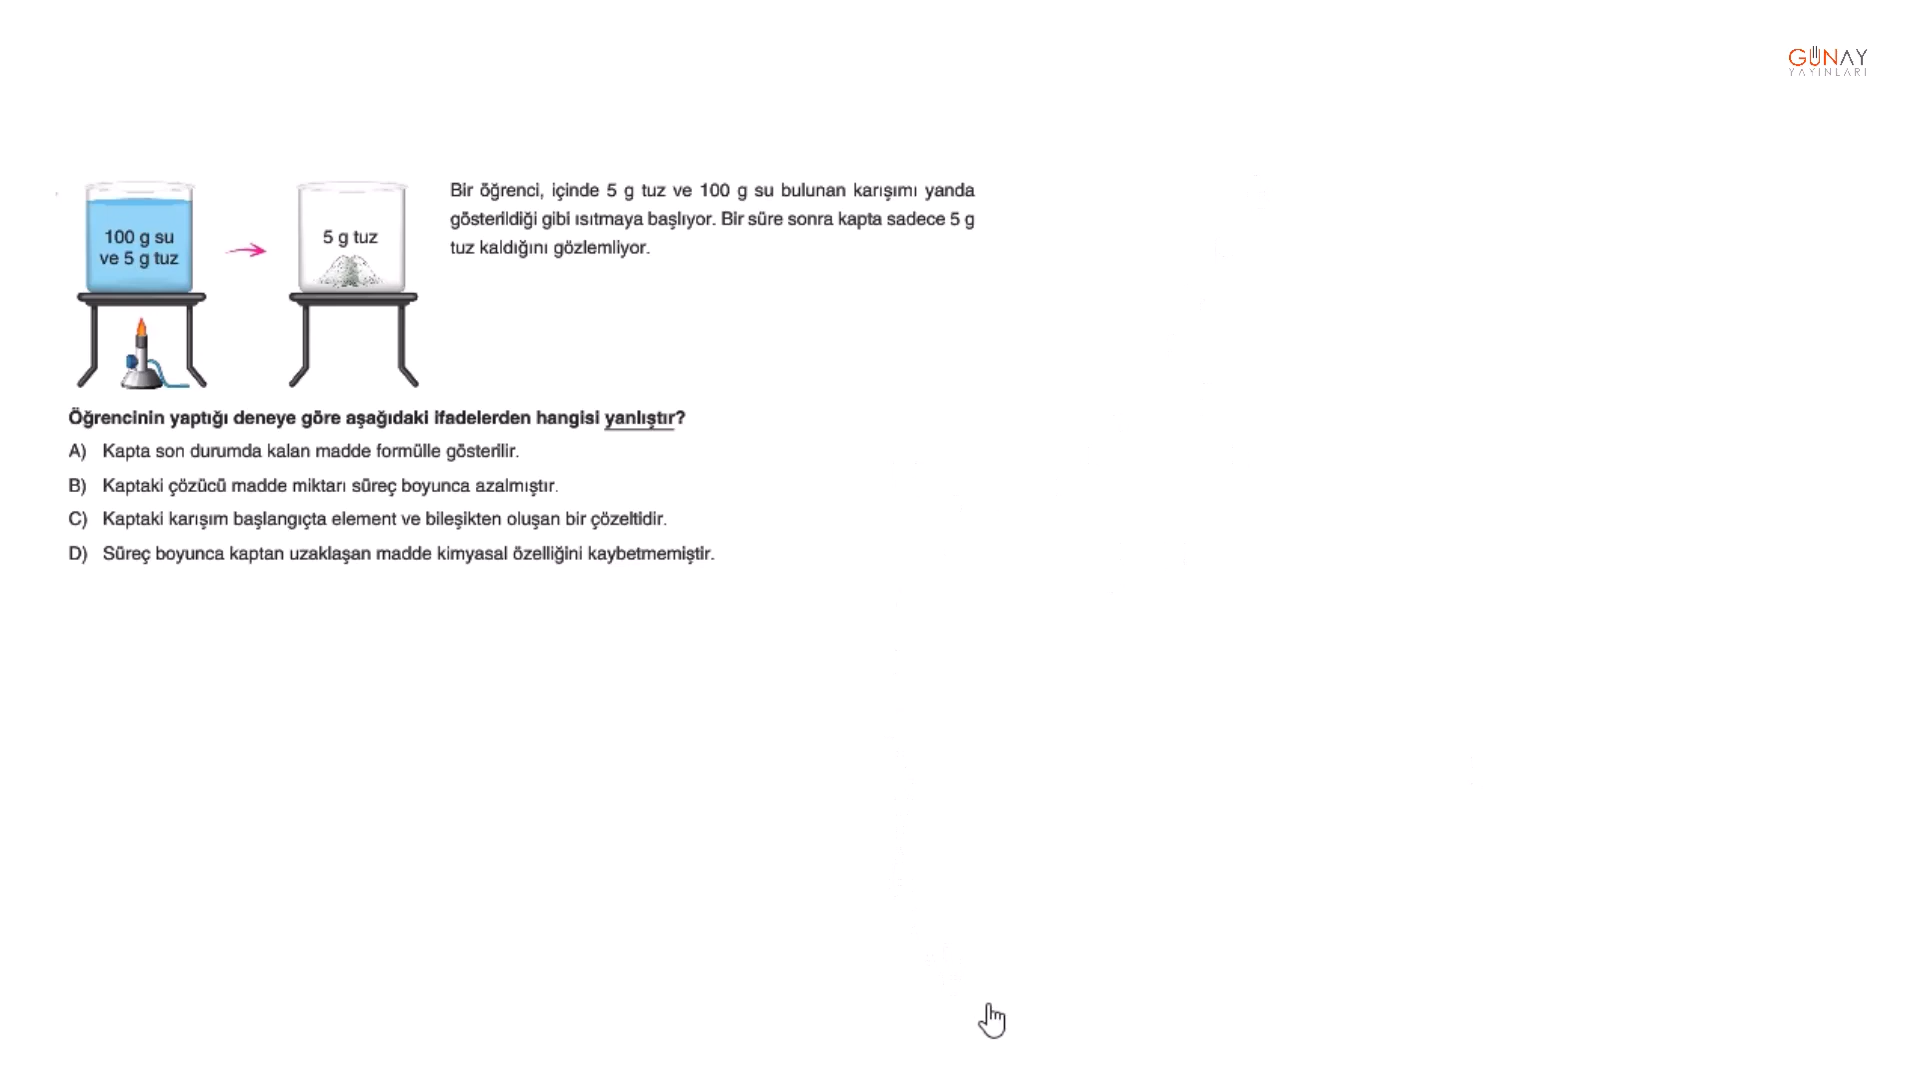 GÜNAY
YAYINLARI
100 g su
ve 5 g tuz
5 g tuz
Bir öğrenci, içinde 5 g tuz ve 100 g su bulunan karışımı yanda
gösterildiği gibi ısıtmaya başlıyor. Bir süre sonra kapta sadece 5 g
tuz kaldığını gözlemliyor.
Öğrencinin yaptığı deneye göre aşağıdaki ifadelerden hangisi yanlıştır?
A) Kapta son durumda kalan madde formülle gösterilir.
B) Kaptaki çözücü madde miktarı süreç boyunca azalmıştır.
C) Kaptaki karışım başlangıçta element ve bileşikten oluşan bir çözeltidir.
D) Süreç boyunca kaptan uzaklaşan madde kimyasal özelliğini kaybetmemiştir.